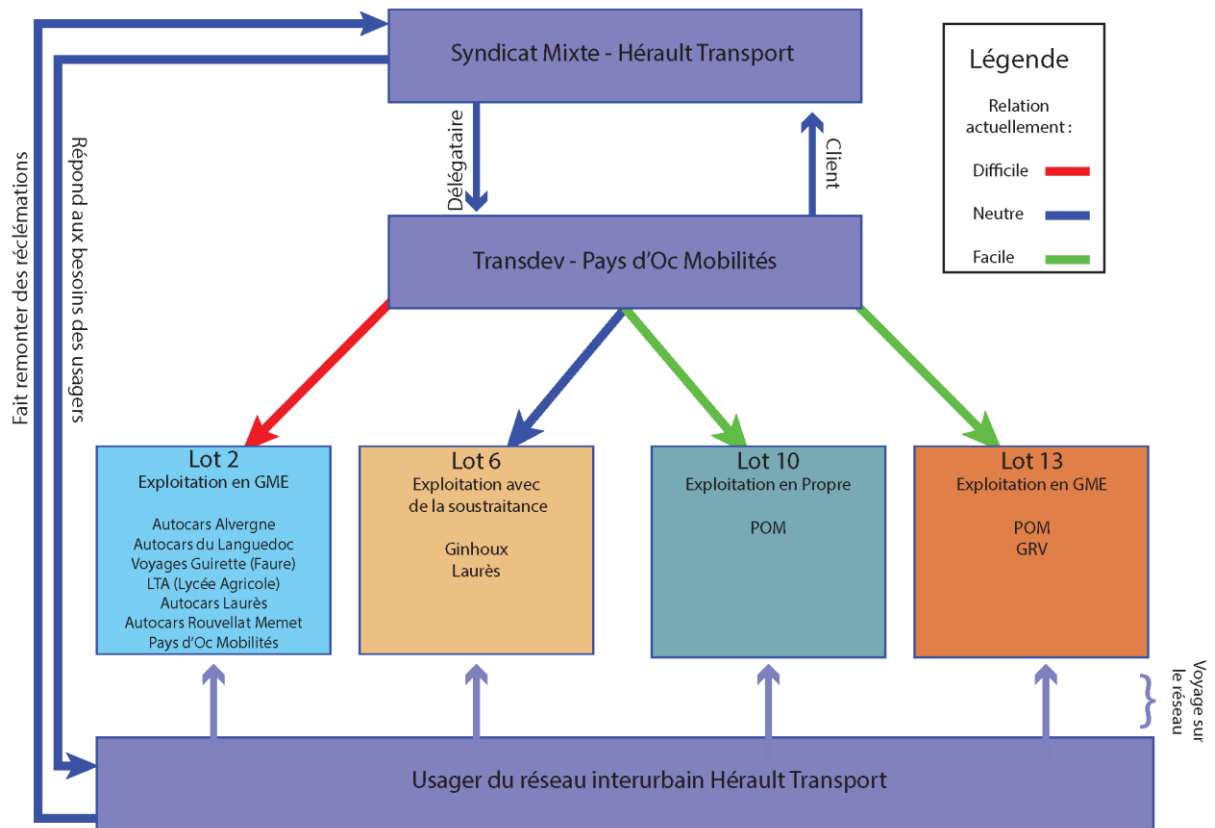 Syndicat Mixte - Hérault Transport
Légende
Relation
actuellement :
Difficile
Neutre
Facile
Fait remonter des réclémations
Répond aux besoins des usagers
Délégataire
Client
Transdev - Pays d'Oc Mobilités
Lot 2
Exploitation en GME
Autocars Alvergne
Autocars du Languedoc
Voyages Guirette (Faure)
LTA (Lycée Agricole)
Autocars Laurès
Autocars Rouvellat Memet
Pays d'Oc Mobilités
Lot 6
Exploitation avec
de la soustraitance
Ginhoux
Laurès
Lot 10
Exploitation en Propre
POM
Lot 13
Exploitation en GME
POM
GRV
Voyage sur
le réseau
Usager du réseau interurbain Hérault Transport